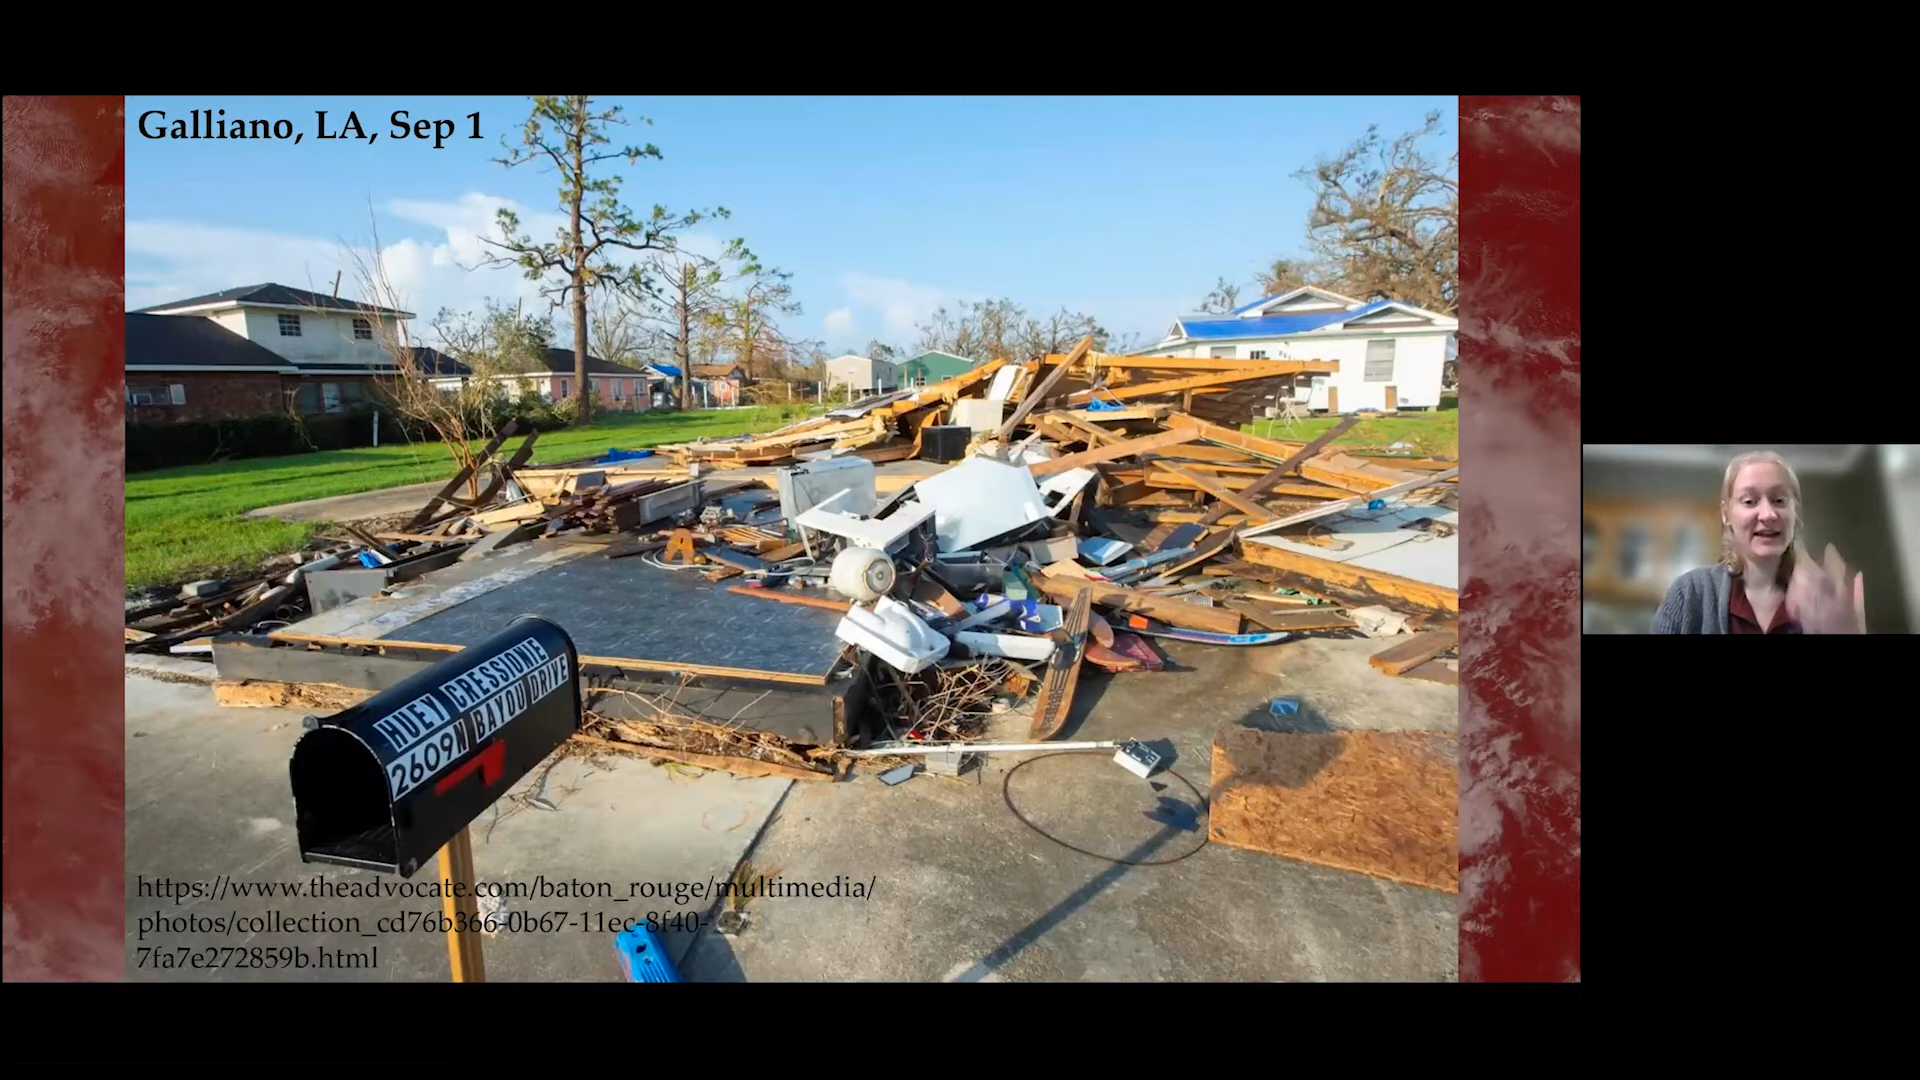 Galliano, LA, Sep 1
HUEY CRESSIONIE
2609N BAYOU DRIVE
https://www.theadvocate.com/baton_rouge/multimedia/
photos/collection_cd76b366-0b67-11ec-8f40-
7fa7e272859b.html